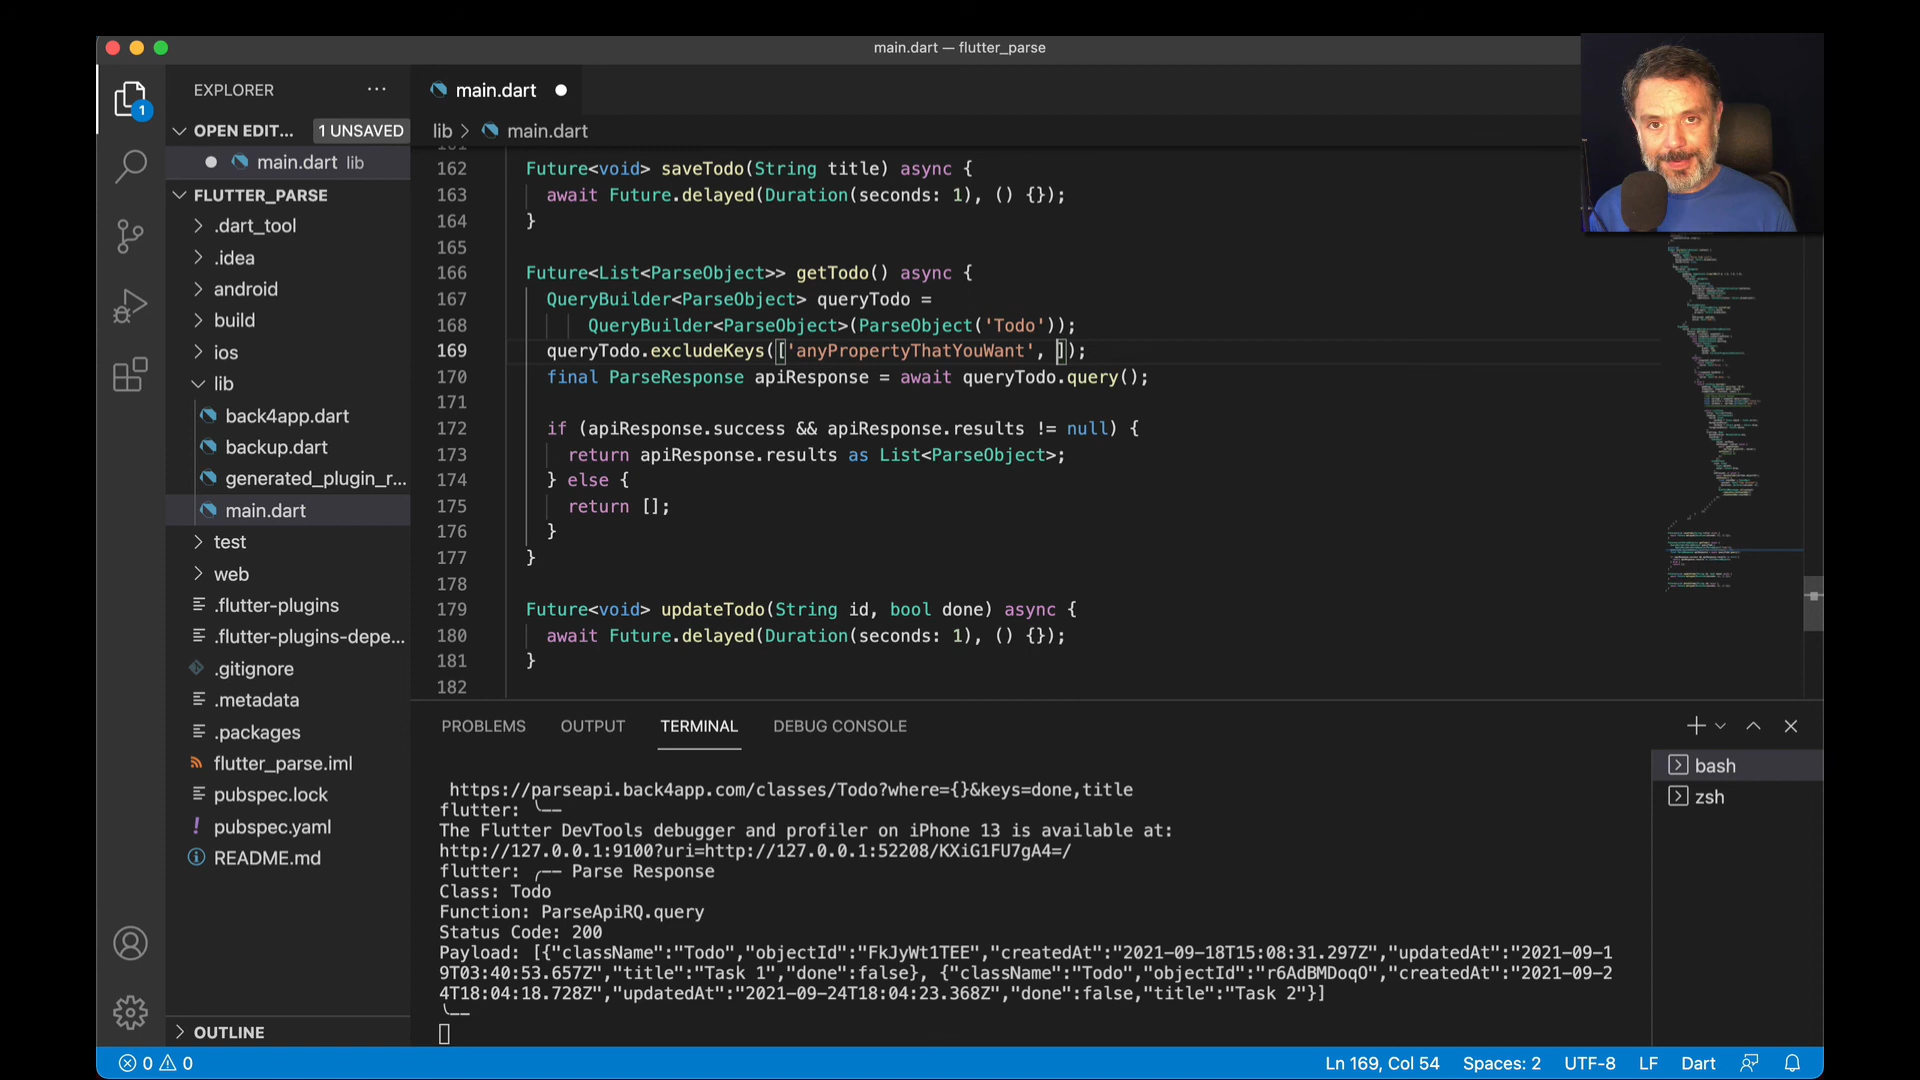 main.dart — flutter_parse
EXPLORER
main.dart
OPEN EDIT... 1 UNSAVED
main.dart lib
FLUTTER_PARSE
.dart_tool
.idea
android
build
ios
lib
back4app.dart
backup.dart
generated_plugin_r...
main.dart
test
web
.flutter-plugins
.flutter-plugins-depe...
.gitignore
.metadata
.packages
flutter_parse.iml
pubspec.lock
pubspec.yaml
README.md
OUTLINE
1
lib > main.dart
162 Future<void> saveTodo(String title) async {
163 await Future.delayed(Duration(seconds: 1), () {});
164 }
165
166 Future<List<ParseObject>> getTodo() async {
167 QueryBuilder<ParseObject> queryTodo =
168 QueryBuilder<ParseObject>(ParseObject('Todo'));
169 queryTodo.excludeKeys(['anyPropertyThatYouWant', ]);
170 final ParseResponse apiResponse = await queryTodo.query();
171
172 if (apiResponse.success && apiResponse.results != null) {
173 return apiResponse.results as List<ParseObject>;
174 } else {
175 return [];
176 }
177 }
178
179 Future<void> updateTodo(String id, bool done) async {
180 await Future.delayed(Duration(seconds: 1), () {});
181 }
182
PROBLEMS OUTPUT TERMINAL DEBUG CONSOLE
https://parseapi.back4app.com/classes/Todo?where={}&keys=done,title
flutter: ╰--
The Flutter DevTools debugger and profiler on iPhone 13 is available at:
http://127.0.0.1:9100?uri=http://127.0.0.1:52208/KXiG1FU7gA4=/
flutter: ╭-- Parse Response
Class: Todo
Function: ParseApiRQ.query
Status Code: 200
Payload: [{"className":"Todo","objectId":"FkJyWt1TEE","createdAt":"2021-09-18T15:08:31.297Z","updatedAt":"2021-09-1
9T03:40:53.657Z","title":"Task 1","done":false}, {"className":"Todo","objectId":"r6AdBMDoqO","createdAt":"2021-09-2
4T18:04:18.728Z","updatedAt":"2021-09-24T18:04:23.368Z","done":false,"title":"Task 2"}]
╰--
bash
zsh
0 0
Ln 169, Col 54 Spaces: 2 UTF-8 LF Dart